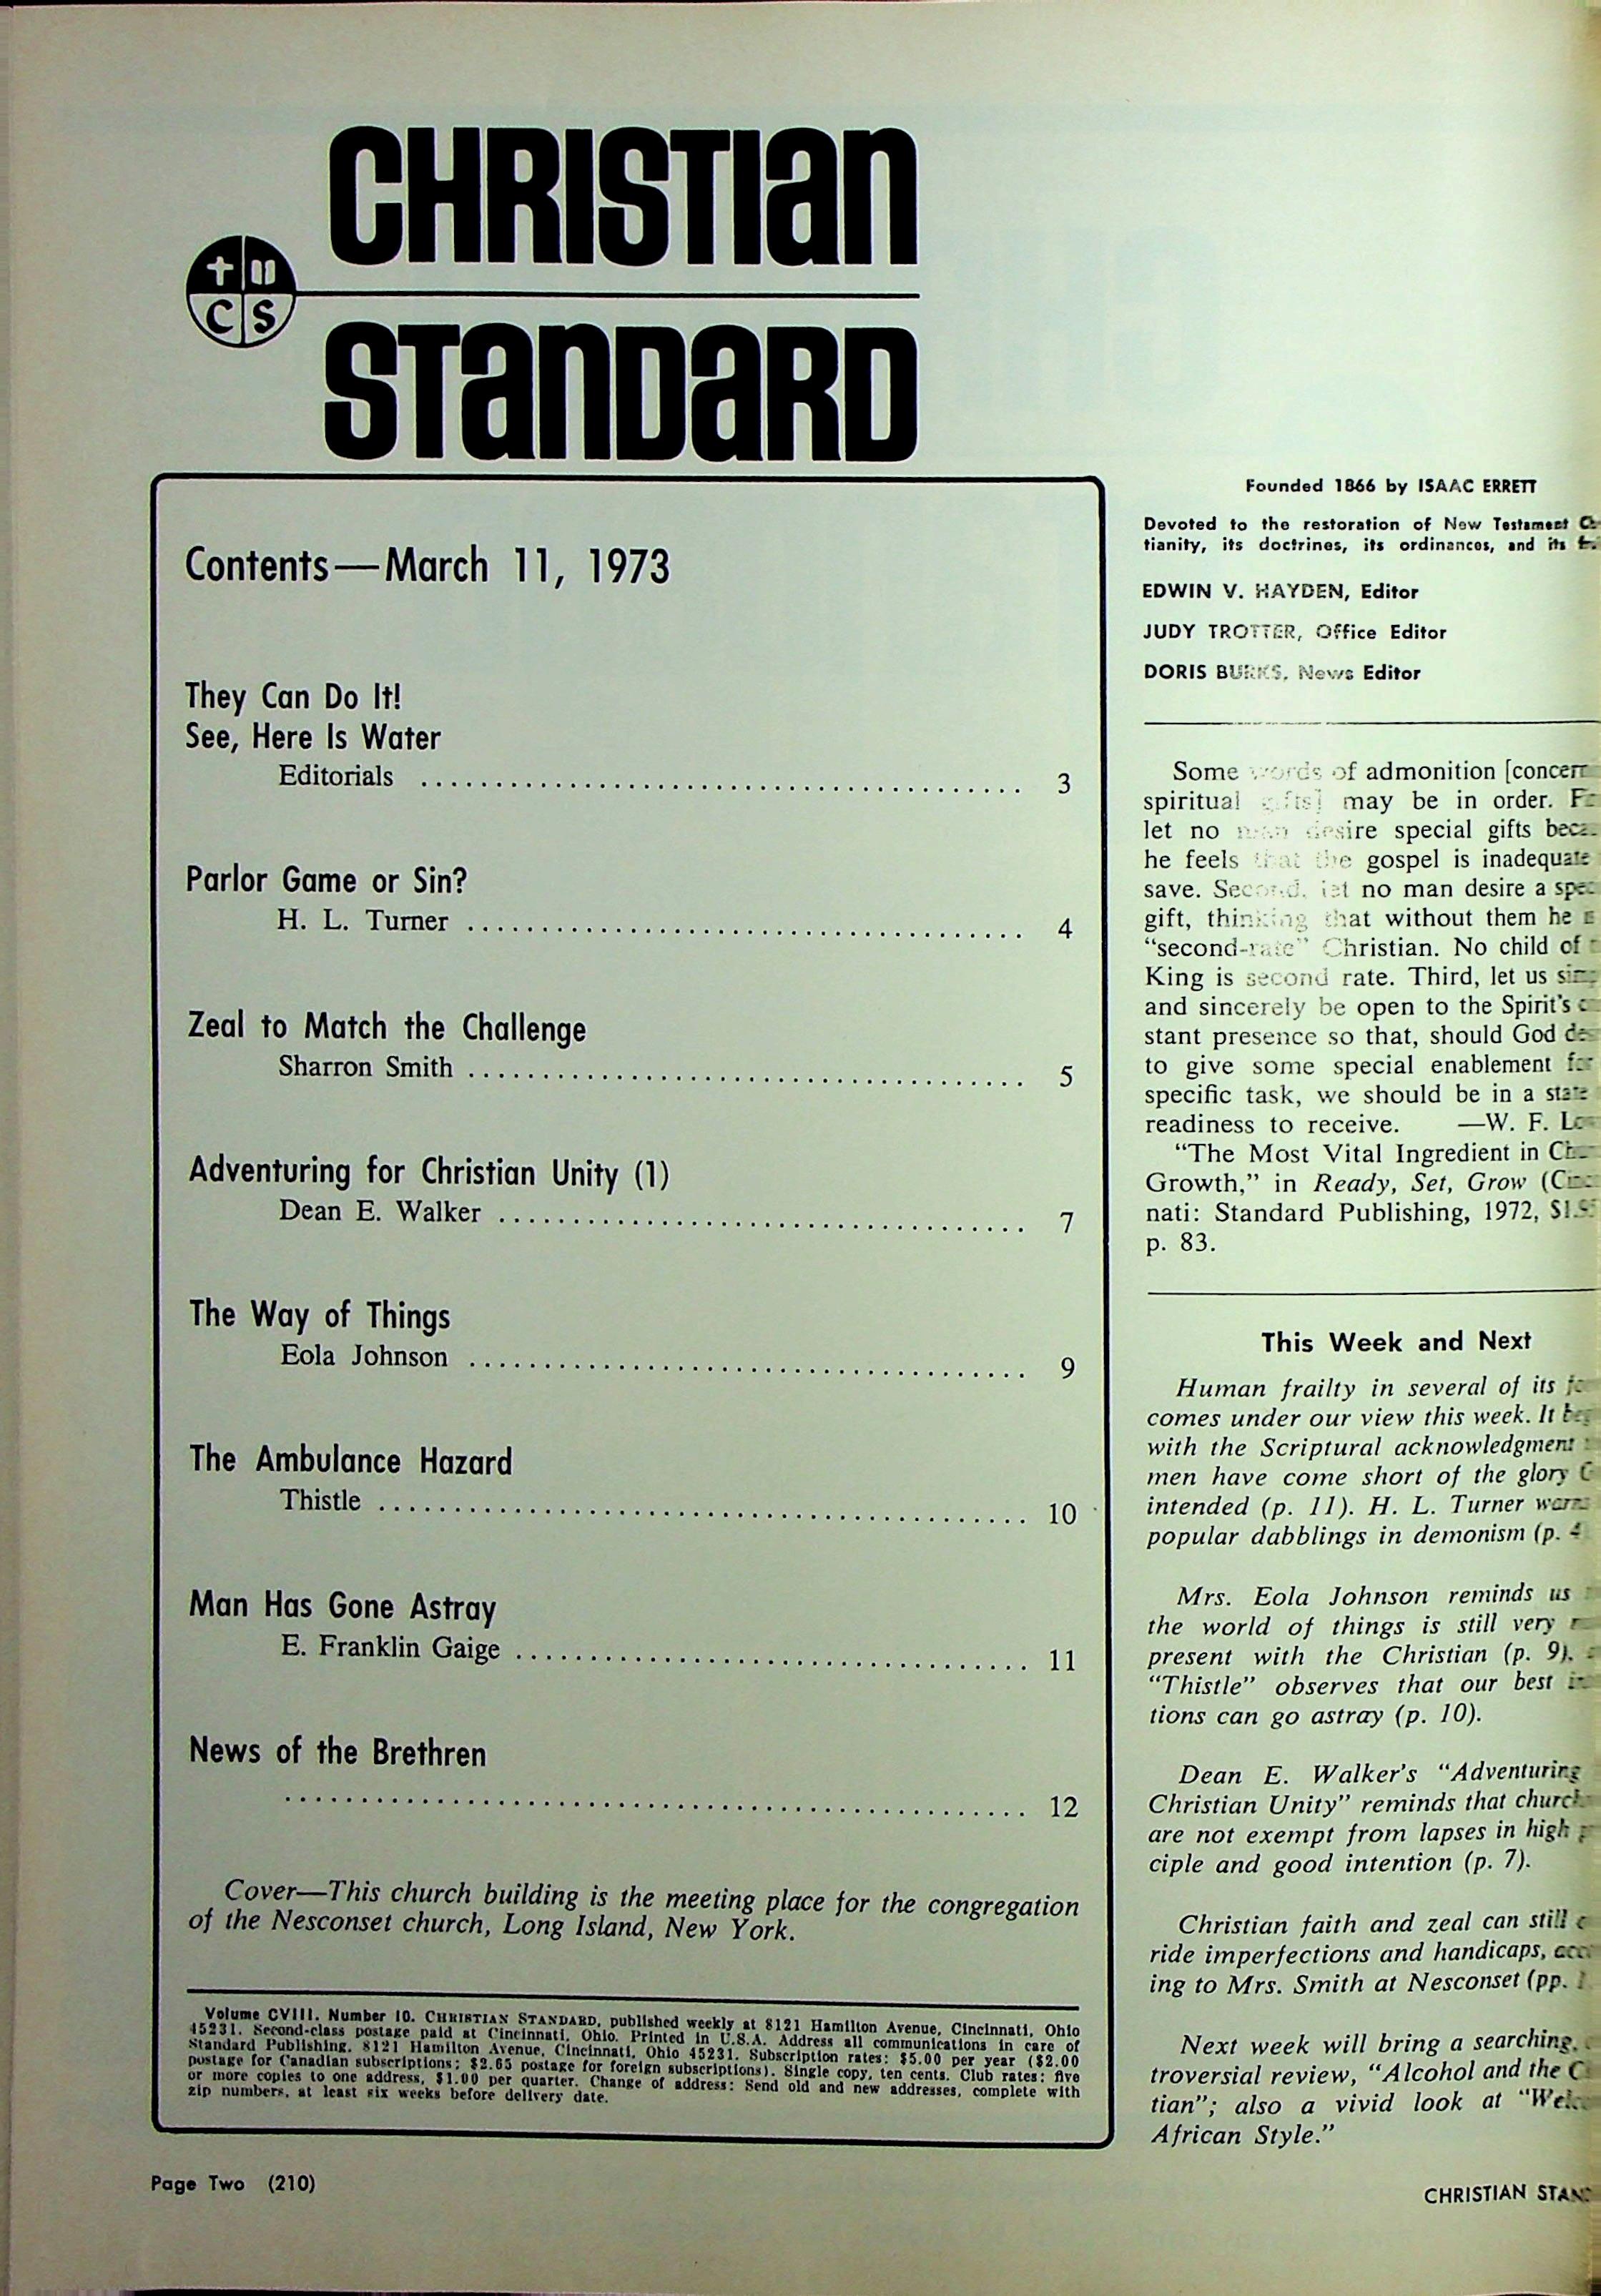 CHRISTIAN
STANDARD
C S
Contents—March 11, 1973
They Can Do It!
See, Here Is Water
Editorials ........................................ 3
Parlor Game or Sin?
H. L. Turner ...................................... 4
Zeal to Match the Challenge
Sharron Smith ..................................... 5
Adventuring for Christian Unity (1)
Dean E. Walker .................................... 7
The Way of Things
Eola Johnson ...................................... 9
The Ambulance Hazard
Thistle ........................................... 10
Man Has Gone Astray
E. Franklin Gaige ................................. 11
News of the Brethren
................................................. 12
Cover—This church building is the meeting place for the congregation
of the Nesconset church, Long Island, New York.
Volume CVIII. Number 10. CHRISTIAN STANDARD, published weekly at 8121 Hamilton Avenue, Cincinnati, Ohio
45231. Second-class postage paid at Cincinnati, Ohio. Printed in U.S.A. Address all communications in care of
Standard Publishing, 8121 Hamilton Avenue, Cincinnati, Ohio 45231. Subscription rates: $5.00 per year ($2.00
postage for Canadian subscriptions; $2.65 postage for foreign subscriptions). Single copy, ten cents. Club rates: five
or more copies to one address, $1.00 per quarter. Change of address: Send old and new addresses, complete with
zip numbers, at least six weeks before delivery date.
Page Two (210)
Founded 1866 by ISAAC ERRETT
Devoted to the restoration of New Testament
tianity, its doctrines, its ordinances, and its
EDWIN V. HAYDEN, Editor
JUDY TROTTER, Office Editor
DORIS BURKS, News Editor
Some words of admonition [concern
spiritual gifts] may be in order.
let no man desire special gifts
he feels that the gospel is inadequate
save. Second, let no man desire a
gift, thinking that without them he
“second-rate” Christian. No child of
King is second rate. Third, let us
and sincerely be open to the Spirit’s
stant presence so that, should God
to give some special enablement for
specific task, we should be in a state
readiness to receive. —W. F.
“The Most Vital Ingredient in
Growth,” in Ready, Set, Grow
nati: Standard Publishing, 1972,
p. 83.
This Week and Next
Human frailty in several of its
comes under our view this week. It
with the Scriptural acknowledgment
men have come short of the glory
intended (p. 11). H. L. Turner warns
popular dabblings in demonism (p. 4
Mrs. Eola Johnson reminds us
the world of things is still very
present with the Christian (p. 9),
“Thistle” observes that our best
tions can go astray (p. 10).
Dean E. Walker’s “Adventuring
Christian Unity” reminds that
are not exempt from lapses in high
ciple and good intention (p. 7).
Christian faith and zeal can still
ride imperfections and handicaps,
ing to Mrs. Smith at Nesconset (pp.
Next week will bring a searching,
troversial review, “Alcohol and the
tian”; also a vivid look at
African Style.”
CHRISTIAN